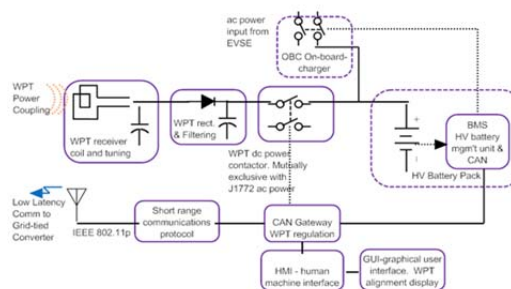 ac power
input from
EVSE
OBC On-board-
charger
WPT
Power
Coupling
WPT receiver
coil and tuning
WPT rect.
& Filtering
WPT dc power
contactor. Mutually
exclusive with
J1772 ac power
+
BMS
HV battery
mgm't unit &
CAN
HV Battery Pack
Low Latency
Comm to
Grid-tied
Converter
IEEE 802.11p
Short range
communications
protocol
CAN Gateway
WPT regulation
HMI - human
machine interface
GUI-graphical user
interface. WPT
alignment display